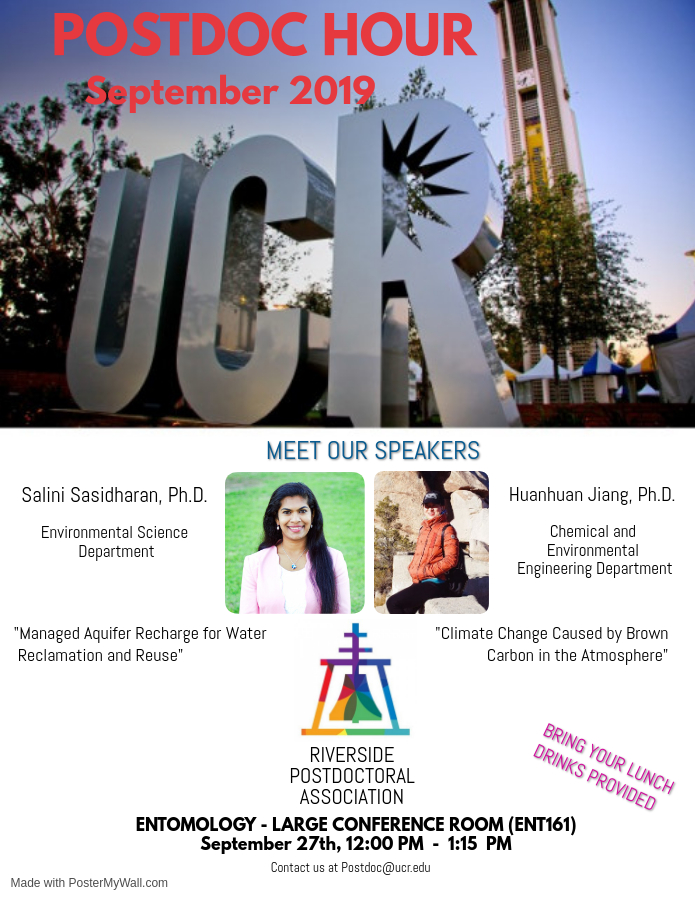 POSTDOC HOUR
September 2019
UCR
MEET OUR SPEAKERS
Salini Sasidharan, Ph.D.
Environmental Science
Department
"Managed Aquifer Recharge for Water
Reclamation and Reuse"
Huanhuan Jiang, Ph.D.
Chemical and
Environmental
Engineering Department
"Climate Change Caused by Brown
Carbon in the Atmosphere"
RIVERSIDE
POSTDOCTORAL
ASSOCIATION
BRING YOUR LUNCH
DRINKS PROVIDED
ENTOMOLOGY - LARGE CONFERENCE ROOM (ENT161)
September 27th, 12:00 PM - 1:15 PM
Contact us at Postdoc@ucr.edu
Made with PosterMyWall.com